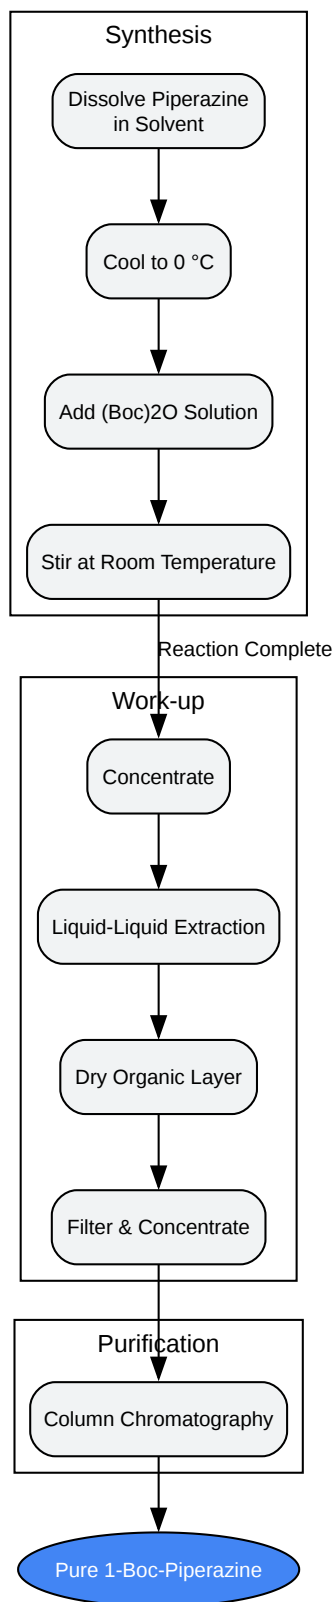 Synthesis
Dissolve Piperazine
in Solvent
Cool to 0 °C
Add (Boc)2O Solution
Stir at Room Temperature
Reaction Complete
Work-up
Concentrate
Liquid-Liquid Extraction
Dry Organic Layer
Filter & Concentrate
Purification
Column Chromatography
Pure 1-Boc-Piperazine